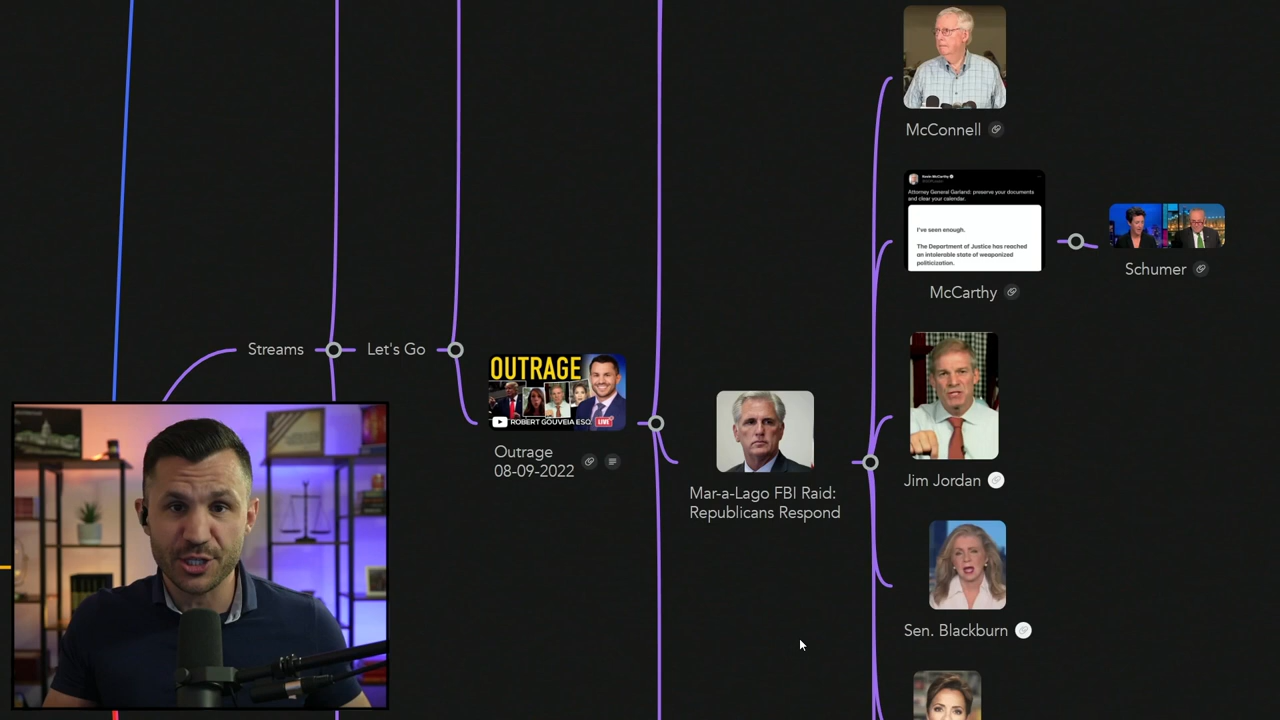 McConnell
Kevin McCarthy
Attorney General Garland: preserve your documents
and clear your calendar.
I've seen enough.
The Department of Justice has reached
an intolerable state of weaponized
politicization.
McCarthy
Schumer
Streams
Let's Go
OUTRAGE
ROBERT GOUVEIA ESQ
LIVE
Outrage
08-09-2022
Mar-a-Lago FBI Raid:
Republicans Respond
Jim Jordan
Sen. Blackburn